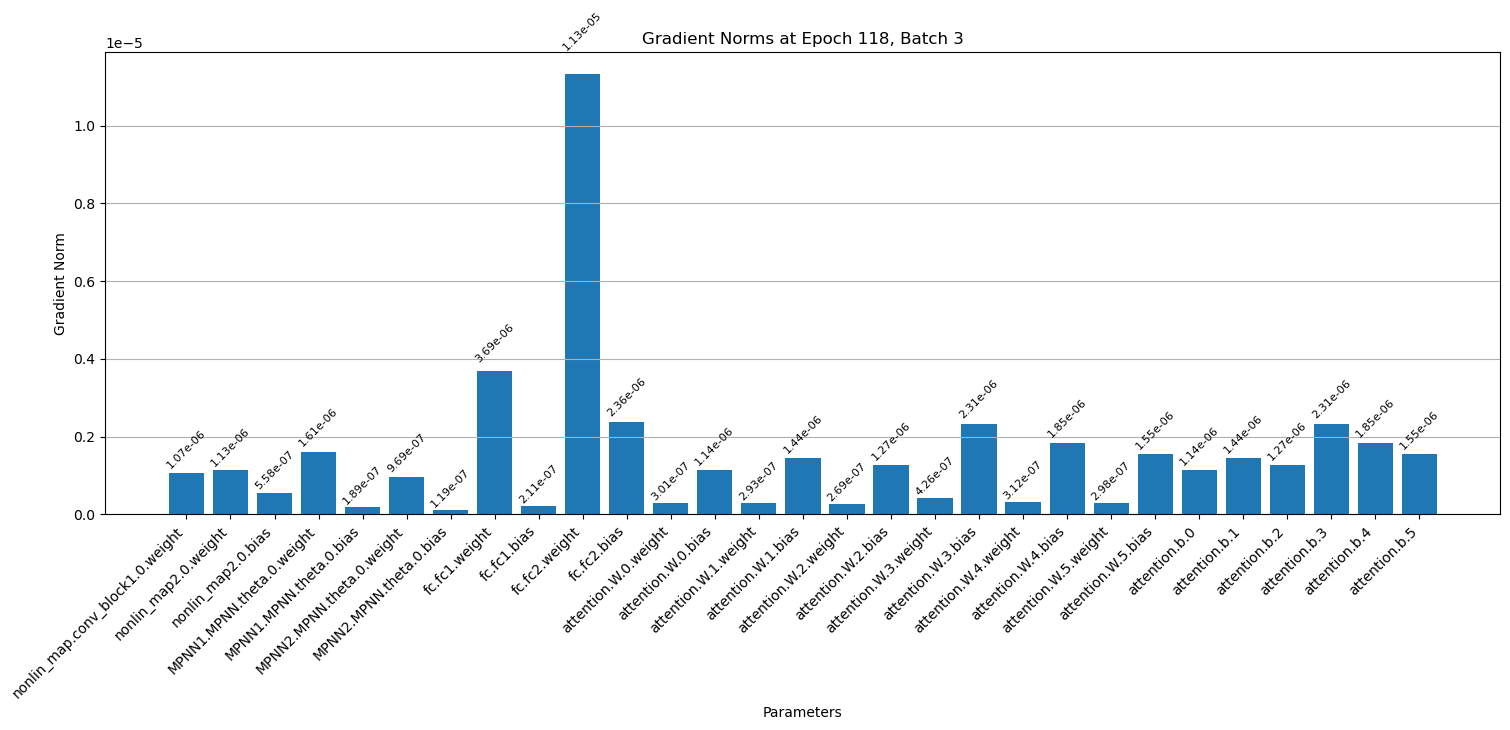 Gradient Norms at Epoch 118, Batch 3
1e−5
Gradient Norm
1.0
0.8
0.6
0.4
0.2
0.0
1.07e-06
1.13e-06
5.58e-07
1.61e-06
1.89e-07
9.69e-07
1.19e-07
3.69e-06
2.11e-07
1.13e-05
2.36e-06
3.01e-07
1.14e-06
2.93e-07
1.44e-06
2.69e-07
1.27e-06
4.26e-07
2.31e-06
3.12e-07
1.85e-06
2.98e-07
1.55e-06
1.14e-06
1.44e-06
1.27e-06
2.31e-06
1.85e-06
1.55e-06
nonlin_map.conv_block1.0.weight
nonlin_map2.0.weight
nonlin_map2.0.bias
MPNN1.MPNN.theta.0.weight
MPNN1.MPNN.theta.0.bias
MPNN2.MPNN.theta.0.weight
MPNN2.MPNN.theta.0.bias
fc.fc1.weight
fc.fc1.bias
fc.fc2.weight
fc.fc2.bias
attention.W.0.weight
attention.W.0.bias
attention.W.1.weight
attention.W.1.bias
attention.W.2.weight
attention.W.2.bias
attention.W.3.weight
attention.W.3.bias
attention.W.4.weight
attention.W.4.bias
attention.W.5.weight
attention.W.5.bias
attention.b.0
attention.b.1
attention.b.2
attention.b.3
attention.b.4
attention.b.5
Parameters